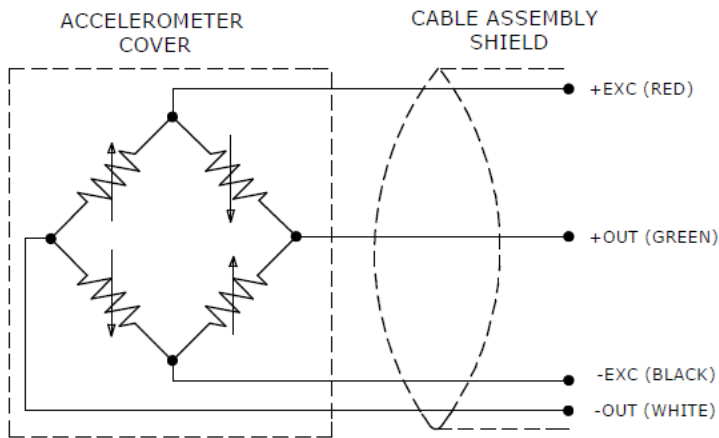 ACCELEROMETER
COVER
CABLE ASSEMBLY
SHIELD
+EXC (RED)
+OUT (GREEN)
-EXC (BLACK)
-OUT (WHITE)